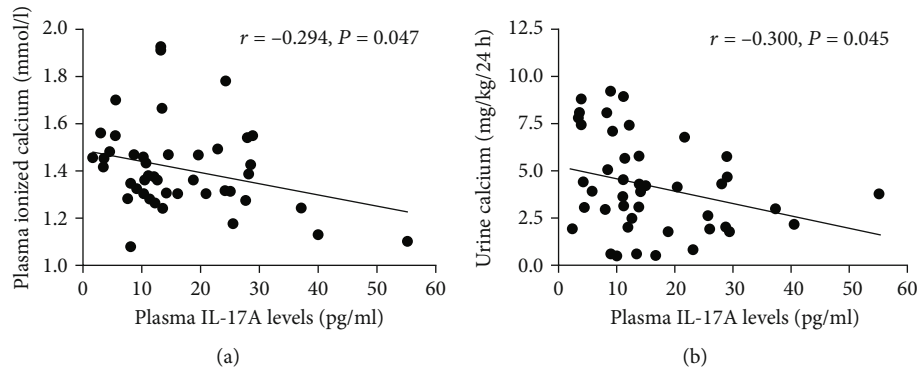 r = –0.294, P = 0.047
Plasma ionized calcium (mmol/l)
2.0
1.8
1.6
1.4
1.2
1.0
0 10 20 30 40 50 60
Plasma IL-17A levels (pg/ml)
(a)
r = –0.300, P = 0.045
Urine calcium (mg/kg/24 h)
12.5
10.0
7.5
5.0
2.5
0.0
0 10 20 30 40 50 60
Plasma IL-17A levels (pg/ml)
(b)